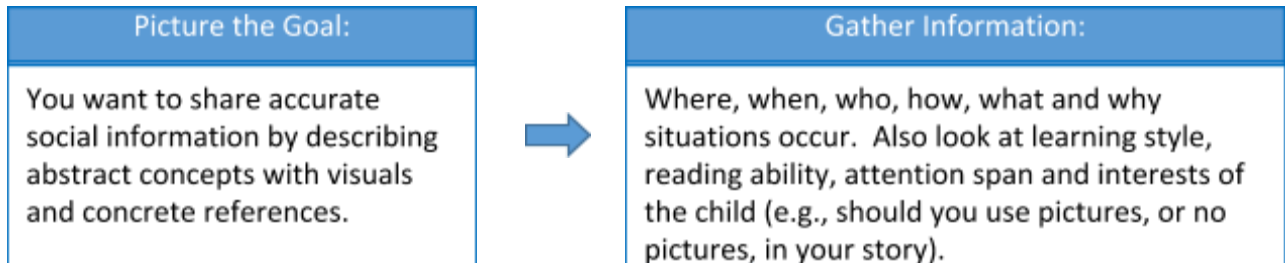 Picture the Goal:
You want to share accurate
social information by describing
abstract concepts with visuals
and concrete references.
Gather Information:
Where, when, who, how, what and why
situations occur.  Also look at learning style,
reading ability, attention span and interests of
the child (e.g., should you use pictures, or no
pictures, in your story).